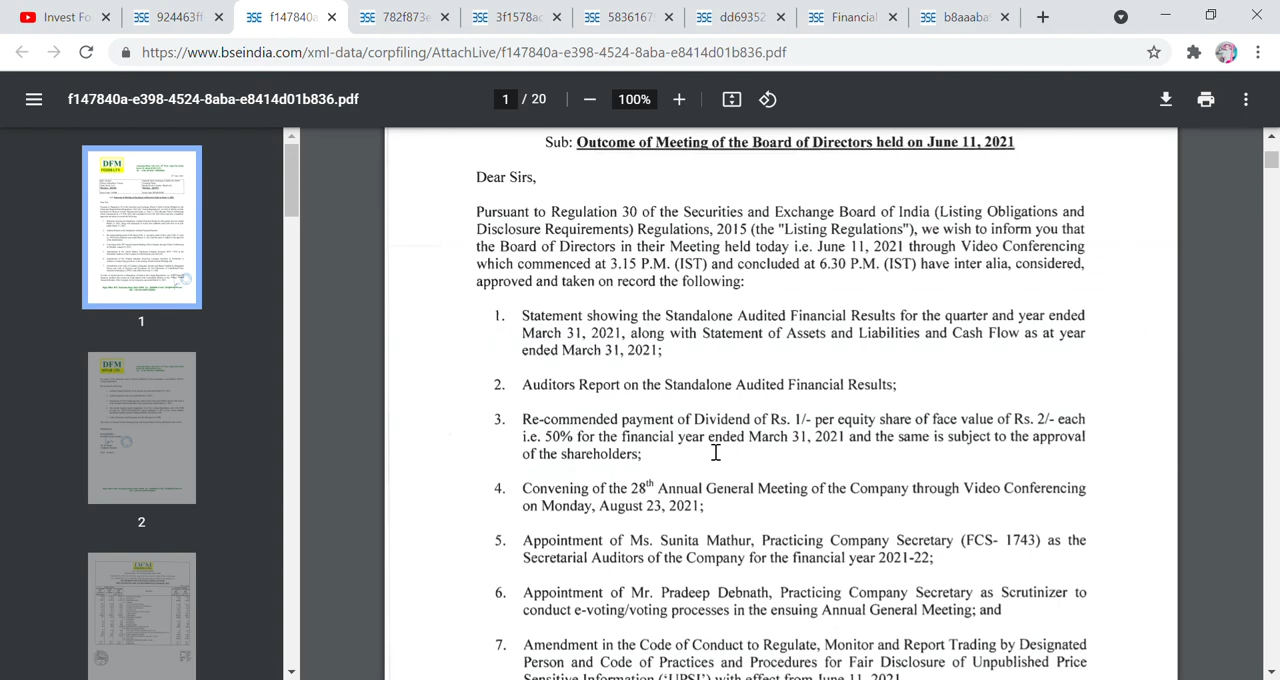 Invest Fo
924463ff
f147840a
782f873e
3f1578ac
5836167
dd69352
Financial
b8aaaba
https://www.bseindia.com/xml-data/corpfiling/AttachLive/f147840a-e398-4524-8aba-e8414d01b836.pdf
f147840a-e398-4524-8aba-e8414d01b836.pdf
1 / 20
100%
Sub: Outcome of Meeting of the Board of Directors held on June 11, 2021
Dear Sirs,
Pursuant to Regulation 30 of the Securities and Exchange Board of India (Listing Obligations and
Disclosure Requirements) Regulations, 2015 (the "Listing Regulations"), we wish to inform you that
the Board of Directors in their Meeting held today i.e. June 11, 2021 through Video Conferencing
which commenced at 3.15 P.M. (IST) and concluded at 6.30 P.M. (IST) have inter alia, considered,
approved and taken on record the following:
1. Statement showing the Standalone Audited Financial Results for the quarter and year ended
March 31, 2021, along with Statement of Assets and Liabilities and Cash Flow as at year
ended March 31, 2021;
2. Auditors Report on the Standalone Audited Financial Results;
3. Re-commended payment of Dividend of Rs. 1/- per equity share of face value of Rs. 2/- each
i.e. 50% for the financial year ended March 31, 2021 and the same is subject to the approval
of the shareholders;
4. Convening of the 28th Annual General Meeting of the Company through Video Conferencing
on Monday, August 23, 2021;
5. Appointment of Ms. Sunita Mathur, Practicing Company Secretary (FCS- 1743) as the
Secretarial Auditors of the Company for the financial year 2021-22;
6. Appointment of Mr. Pradeep Debnath, Practicing Company Secretary as Scrutinizer to
conduct e-voting/voting processes in the ensuing Annual General Meeting; and
7. Amendment in the Code of Conduct to Regulate, Monitor and Report Trading by Designated
Person and Code of Practices and Procedures for Fair Disclosure of Unpublished Price
Sensitive Information ('UPSI') with effect from June 11, 2021
DFM
1
DFM
2
DFM